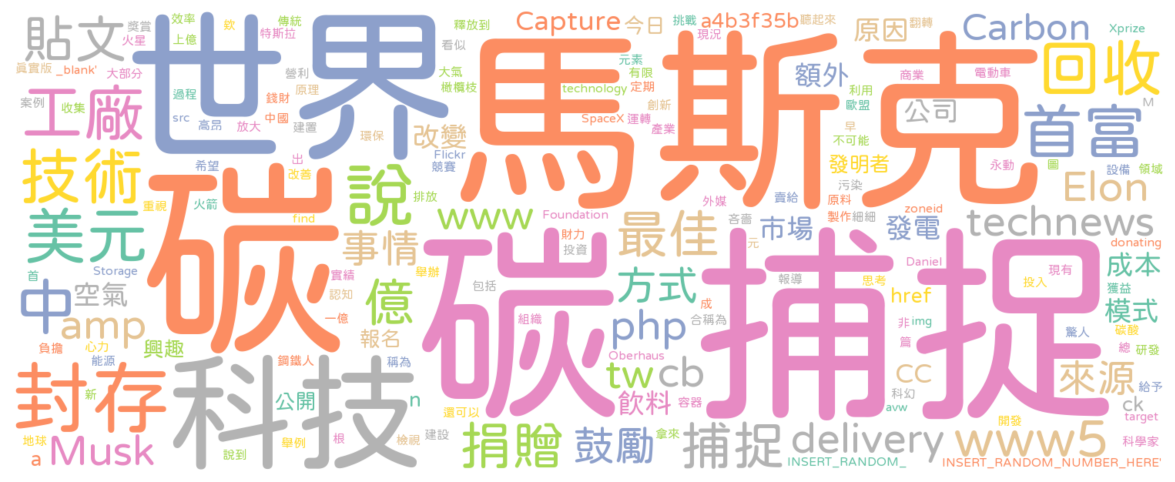 貼文
火星
效率
上億
獎賞
軟
傳統
特斯拉
釋放到
世界
看似
Capture
今日
挑戰
a4b3f35b
現況
聽起來
原因
翻轉
Carbon
Xprize
真實版
_blank'
大部分
營利
原理
大氣
橄欖枝
元素
有限
technology
定期
馬斯克
額外
利用
歐盟
商業
電動車
回收
案例
收集
過程
src
錢財
中國
創新
SpaceX
運轉
產業
公司
M
工廠
高昂
放大
建置
環保
改變
Flickr
競賽
早
不可能
首富
技術
希望
出
改善
說
排放
發明者
永動
圖
設備
領域
外媒
污染
賣給
原料
Elon
美元
重視
火箭
碳
find
www
Foundation
吝嗇
財力
最佳
製作
細細
zoneid
市場
發電
technews
事情
投資
元
donating
首
Storage
實績
舉辦
方式
報導
思考
Daniel
現有
投入
成本
中
空氣
認知
億
包括
href
獲益
amp
一億
組織
php
成
合稱為
非
img
模式
碳捕捉
負擔
心力
能源
興趣
報名
篇
驚人
碳酸
總
研發
鋼鐵人
稱為
Oberhaus
封存
科技
新
tw
cb
cc
科幻
來源
給予
公開
n
還可以
飲料
容器
avw
ck
target
地球
a
Musk
舉例
說到
根
檢視
建設
捐贈
鼓勵
拿來
捕捉
delivery
開發
www5
科學家
INSERT_RANDOM_
INSERT_RANDOM_NUMBER_HERE'